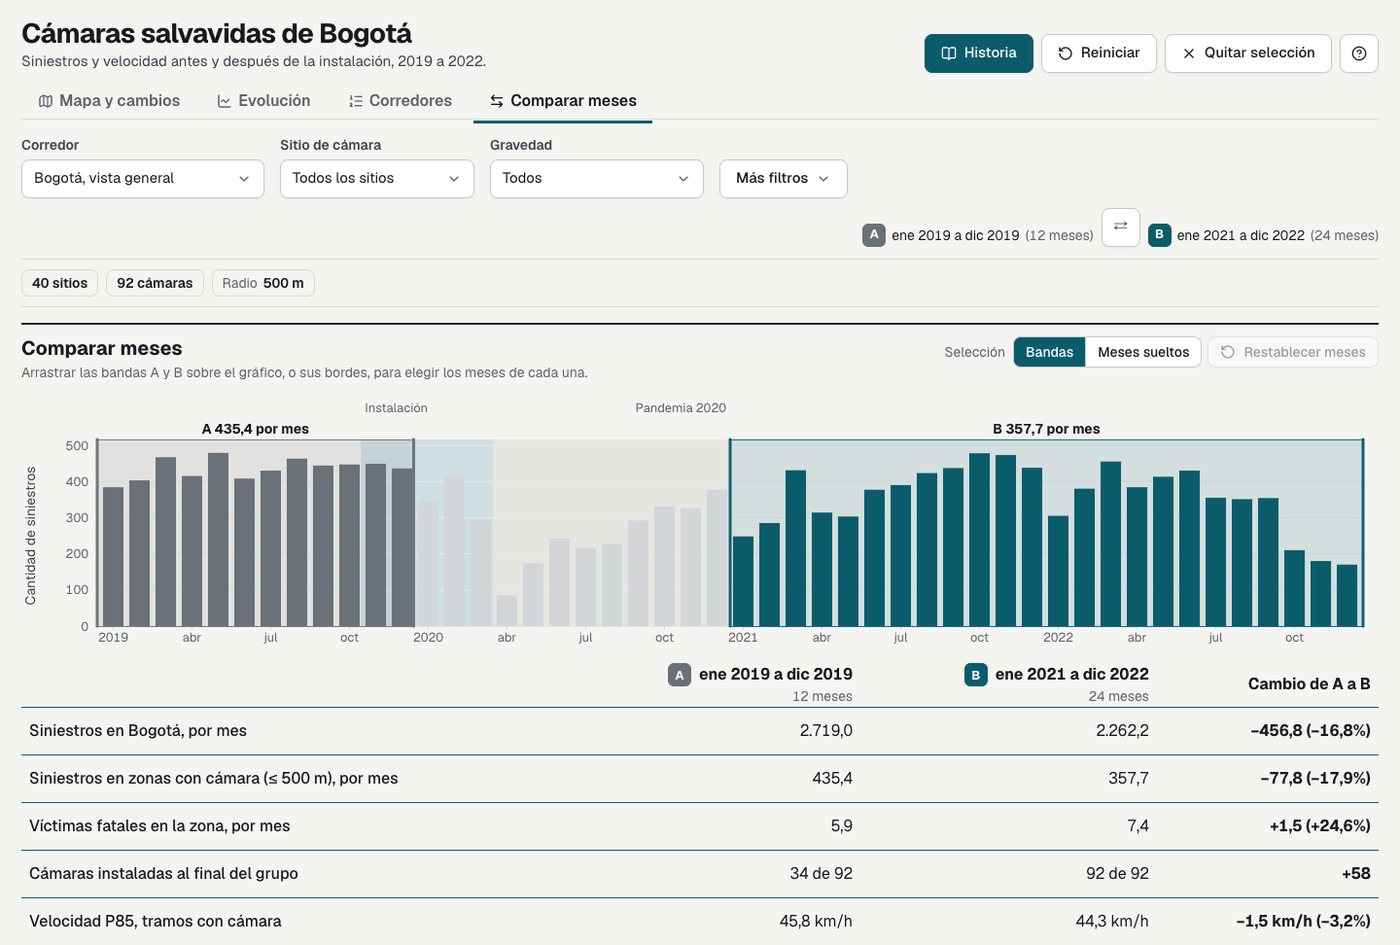 Cámaras salvavidas de Bogotá
Siniestros y velocidad antes y después de la instalación, 2019 a 2022.
Historia
Reiniciar
Quitar selección
Mapa y cambios
Evolución
Corredores
Comparar meses
Corredor
Sitio de cámara
Gravedad
Bogotá, vista general
Todos los sitios
Todos
Más filtros
A ene 2019 a dic 2019 (12 meses)
B ene 2021 a dic 2022 (24 meses)
40 sitios
92 cámaras
Radio 500 m
Comparar meses
Arrastrar las bandas A y B sobre el gráfico, o sus bordes, para elegir los meses de cada una.
Selección
Bandas
Meses sueltos
Restablecer meses
Instalación
Pandemia 2020
A 435,4 por mes
B 357,7 por mes
Cantidad de siniestros
500
400
300
200
100
0
2019 abr jul oct 2020 abr jul oct 2021 abr jul oct 2022 abr jul oct
A ene 2019 a dic 2019
12 meses
B ene 2021 a dic 2022
24 meses
Cambio de A a B
Siniestros en Bogotá, por mes 2.719,0 2.262,2 −456,8 (−16,8%)
Siniestros en zonas con cámara (≤ 500 m), por mes 435,4 357,7 −77,8 (−17,9%)
Víctimas fatales en la zona, por mes 5,9 7,4 +1,5 (+24,6%)
Cámaras instaladas al final del grupo 34 de 92 92 de 92 +58
Velocidad P85, tramos con cámara 45,8 km/h 44,3 km/h −1,5 km/h (−3,2%)